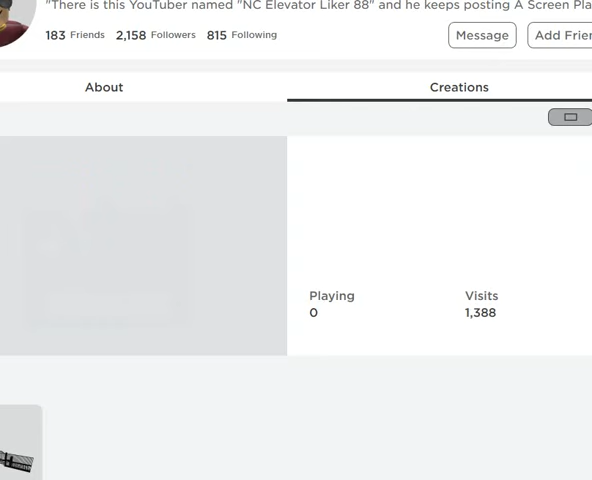 "There is this YouTuber named "NC Elevator Liker 88" and he keeps posting A Screen Pla
183 Friends 2,158 Followers 815 Following Message Add Frien
About Creations
Playing Visits
0 1,388